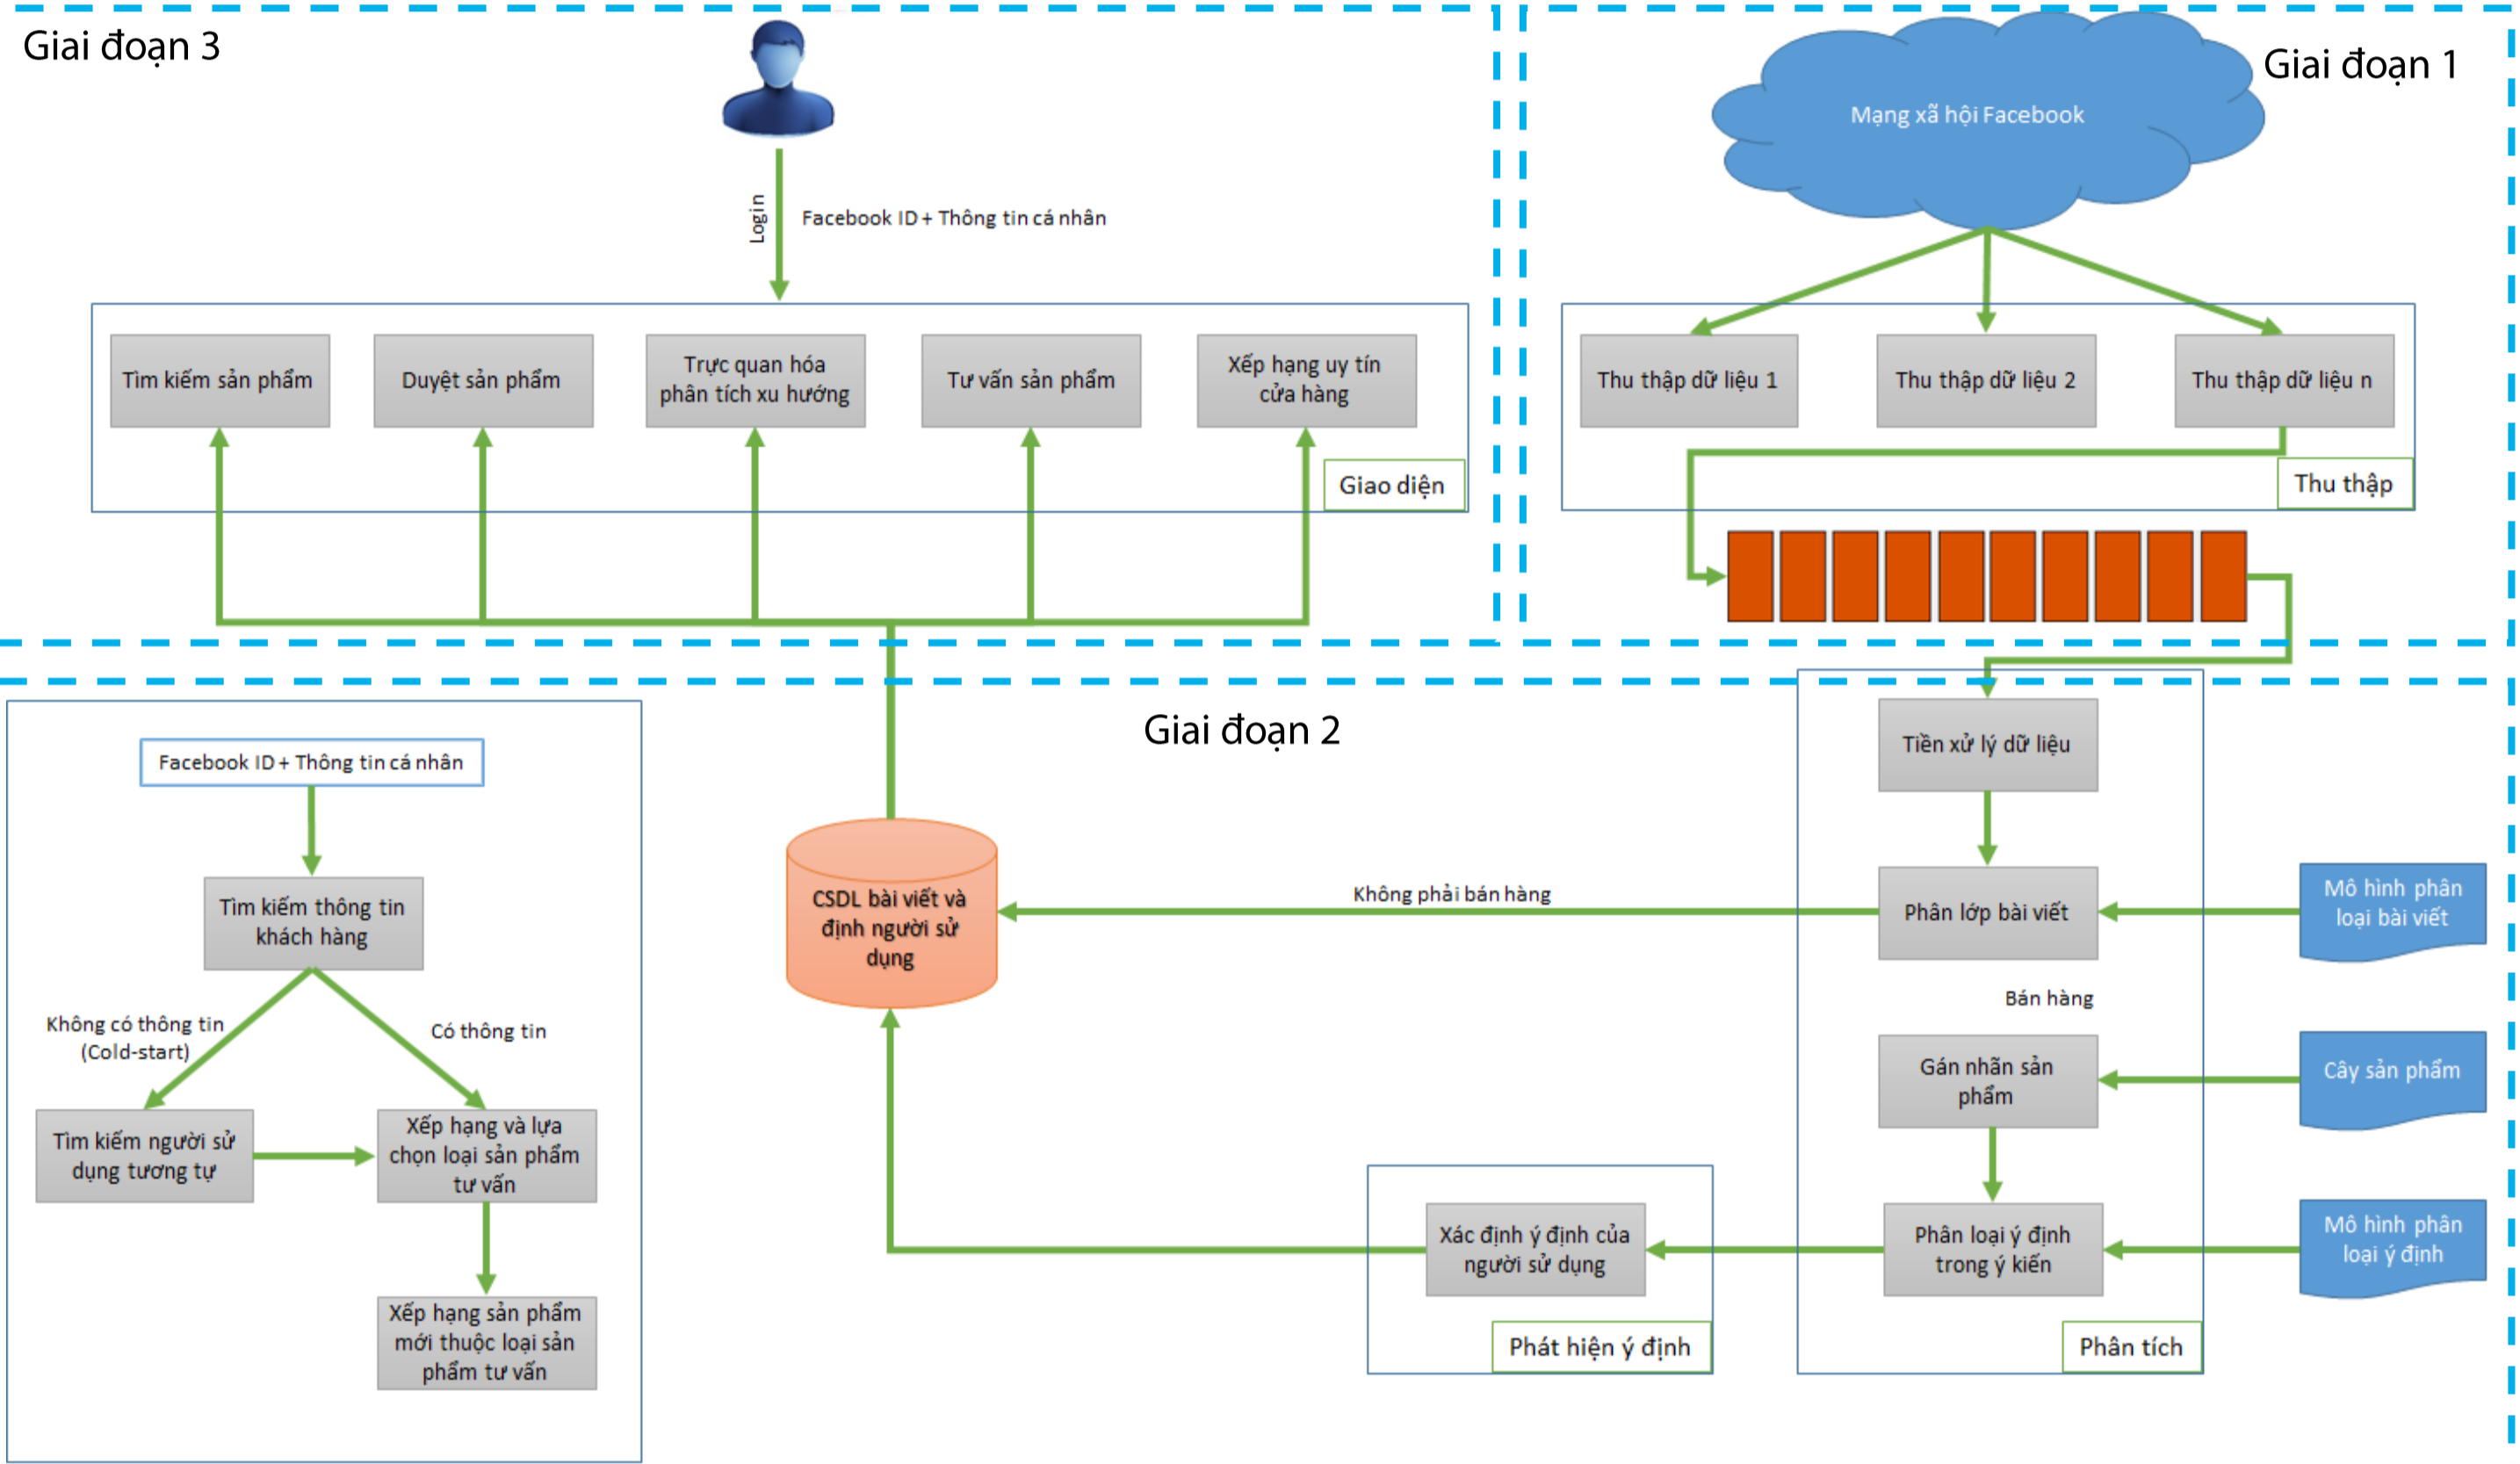 Giai đoạn 3
Login
Facebook ID + Thông tin cá nhân
Tìm kiếm sản phẩm
Duyệt sản phẩm
Trực quan hóa
phân tích xu hướng
Tư vấn sản phẩm
Xếp hạng uy tín
cửa hàng
Giao diện
Giai đoạn 1
Mạng xã hội Facebook
Thu thập dữ liệu 1
Thu thập dữ liệu 2
Thu thập dữ liệu n
Thu thập
Giai đoạn 2
Facebook ID + Thông tin cá nhân
Tìm kiếm thông tin
khách hàng
Không có thông tin
(Cold-start)
Có thông tin
Tìm kiếm người sử
dụng tương tự
Xếp hạng và lựa
chọn loại sản phẩm
tư vấn
Xếp hạng sản phẩm
mới thuộc loại sản
phẩm tư vấn
CSDL bài viết và
định người sử
dụng
Không phải bán hàng
Tiền xử lý dữ liệu
Phân lớp bài viết
Mô hình phân
loại bài viết
Bán hàng
Gán nhãn sản
phẩm
Cây sản phẩm
Xác định ý định của
người sử dụng
Phát hiện ý định
Phân loại ý định
trong ý kiến
Mô hình phân
loại ý định
Phân tích